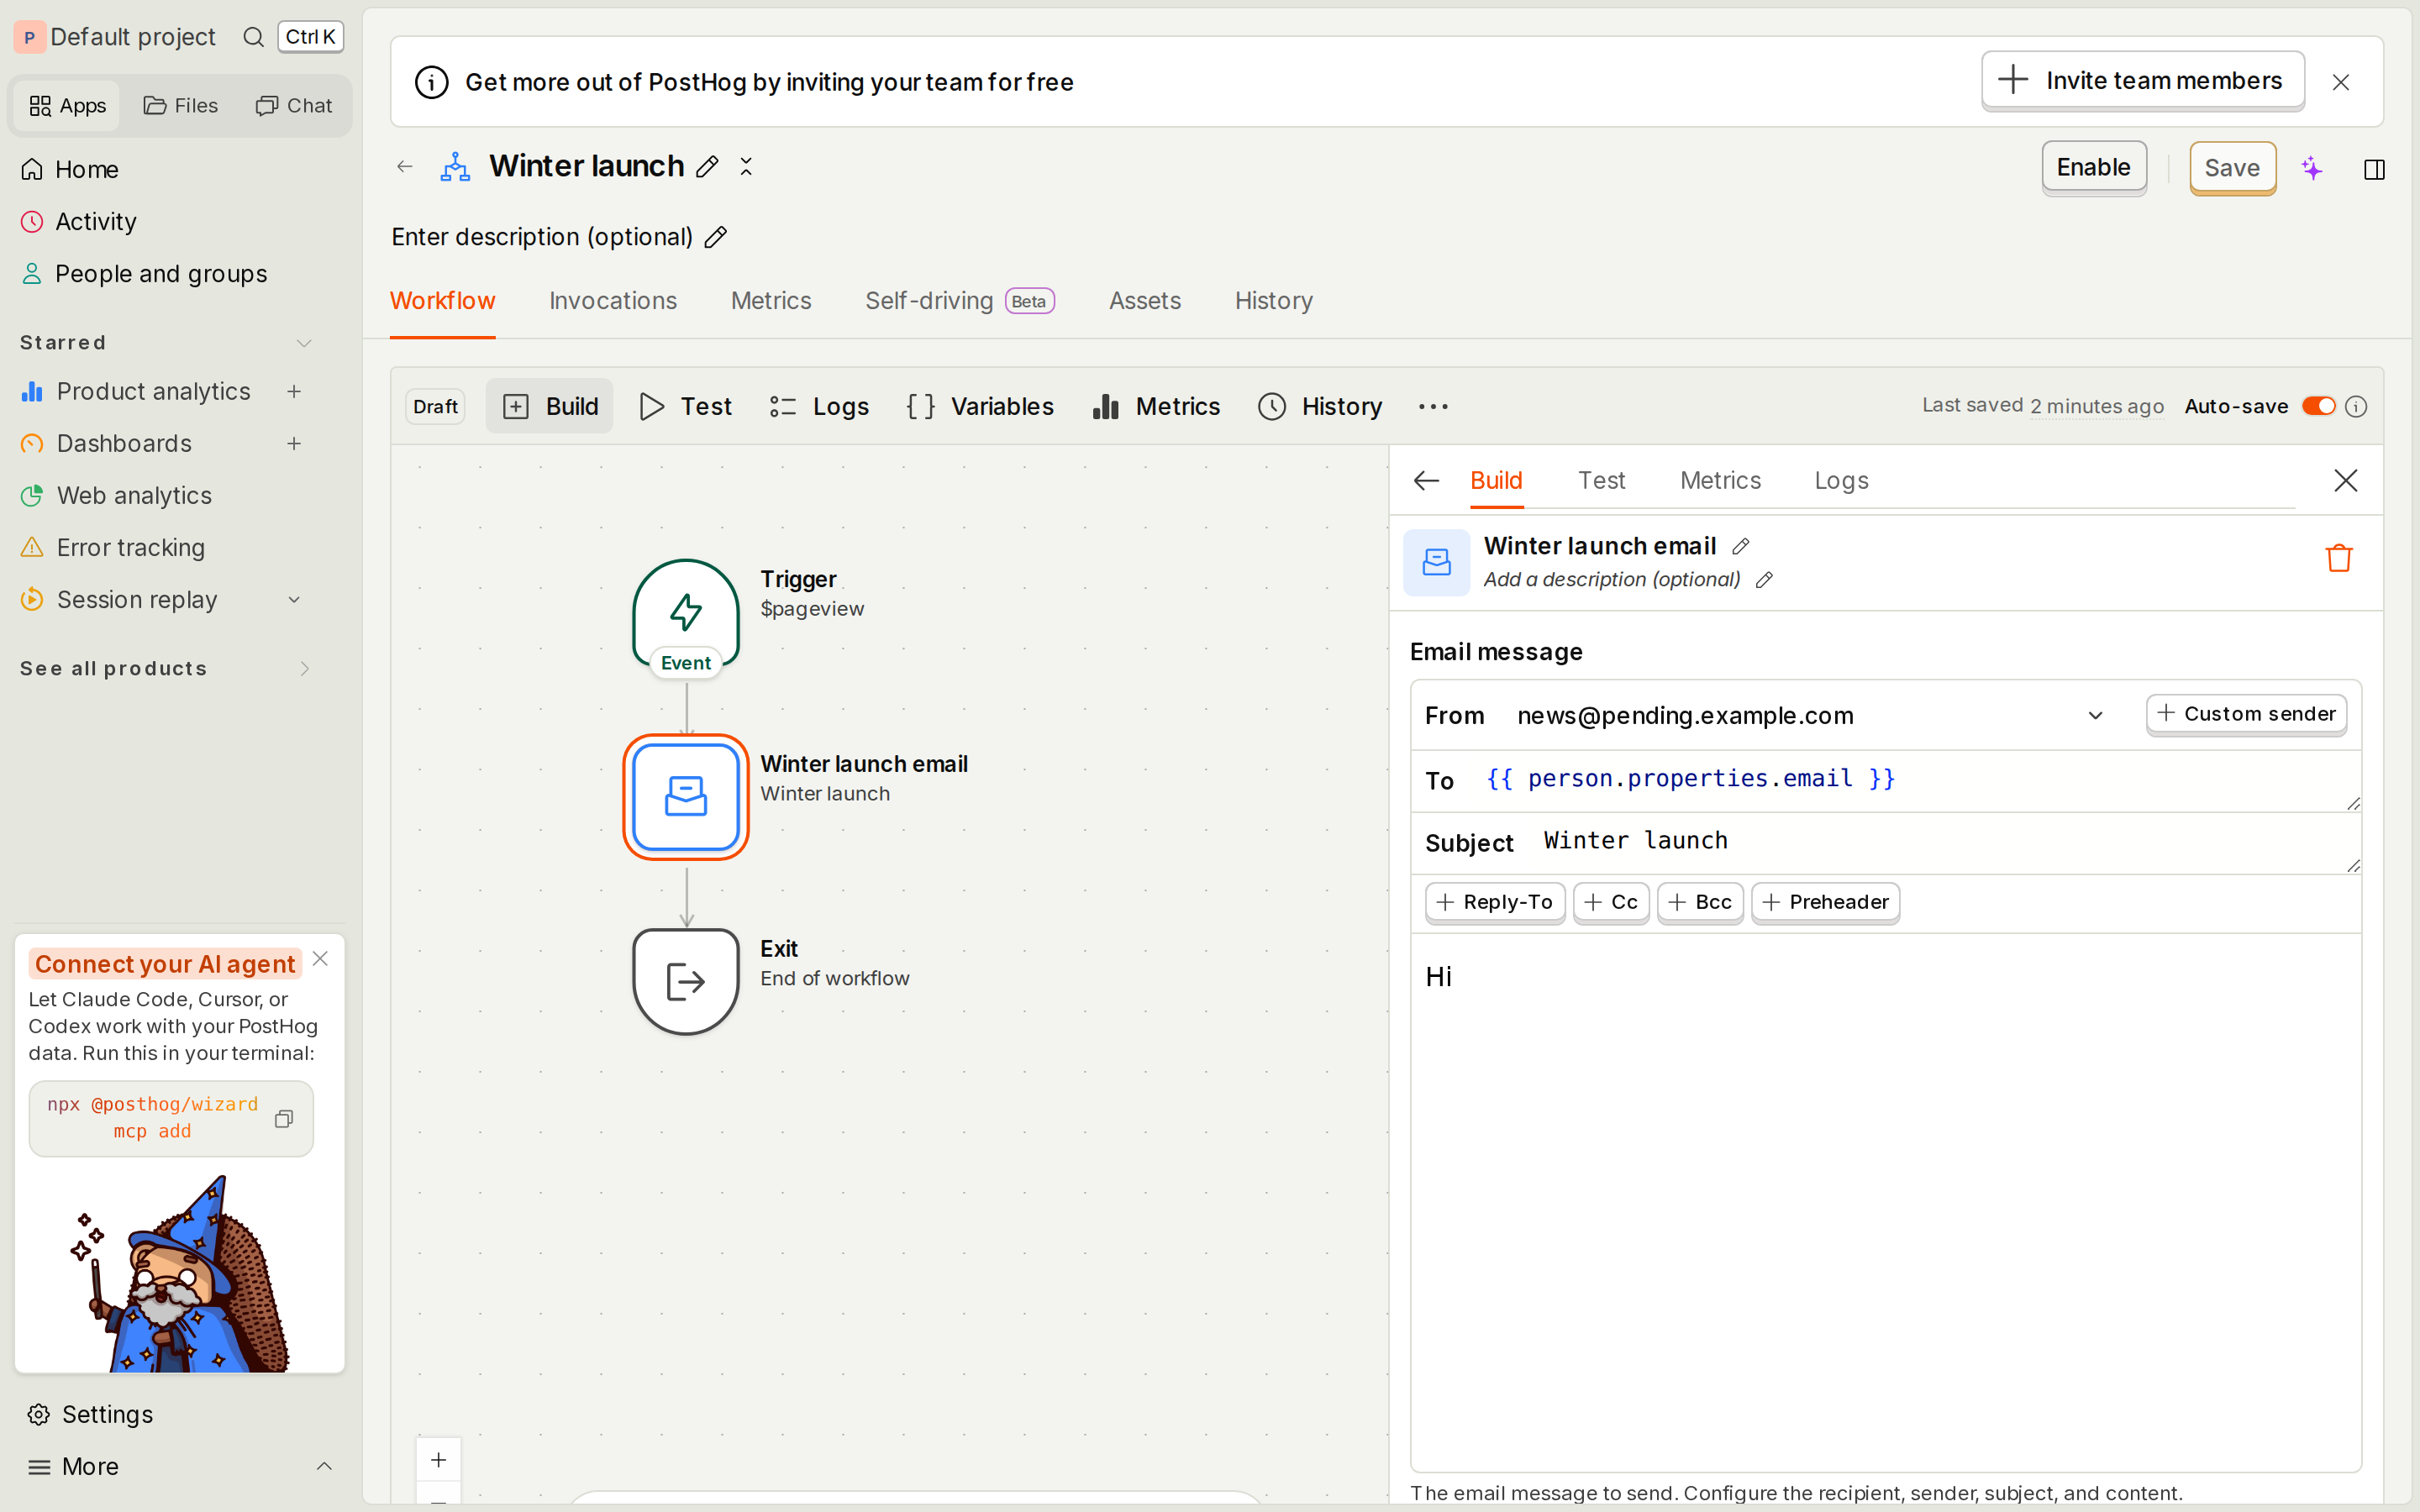 P Default project Ctrl K
Apps Files Chat
Home
Activity
People and groups
Starred
Product analytics
Dashboards
Web analytics
Error tracking
Session replay
See all products
Connect your AI agent
Let Claude Code, Cursor, or
Codex work with your PostHog
data. Run this in your terminal:
npx @posthog/wizard
mcp add
Settings
More
Get more out of PostHog by inviting your team for free
Invite team members
Winter launch
Enable Save
Enter description (optional)
Workflow Invocations Metrics Self-driving Beta Assets History
Draft Build Test Logs Variables Metrics History
Last saved 2 minutes ago Auto-save
Trigger
$pageview
Event
Winter launch email
Winter launch
Exit
End of workflow
Build Test Metrics Logs
Winter launch email
Add a description (optional)
Email message
From news@pending.example.com Custom sender
To {{ person.properties.email }}
Subject Winter launch
Reply-To Cc Bcc Preheader
Hi
The email message to send. Configure the recipient, sender, subject, and content.